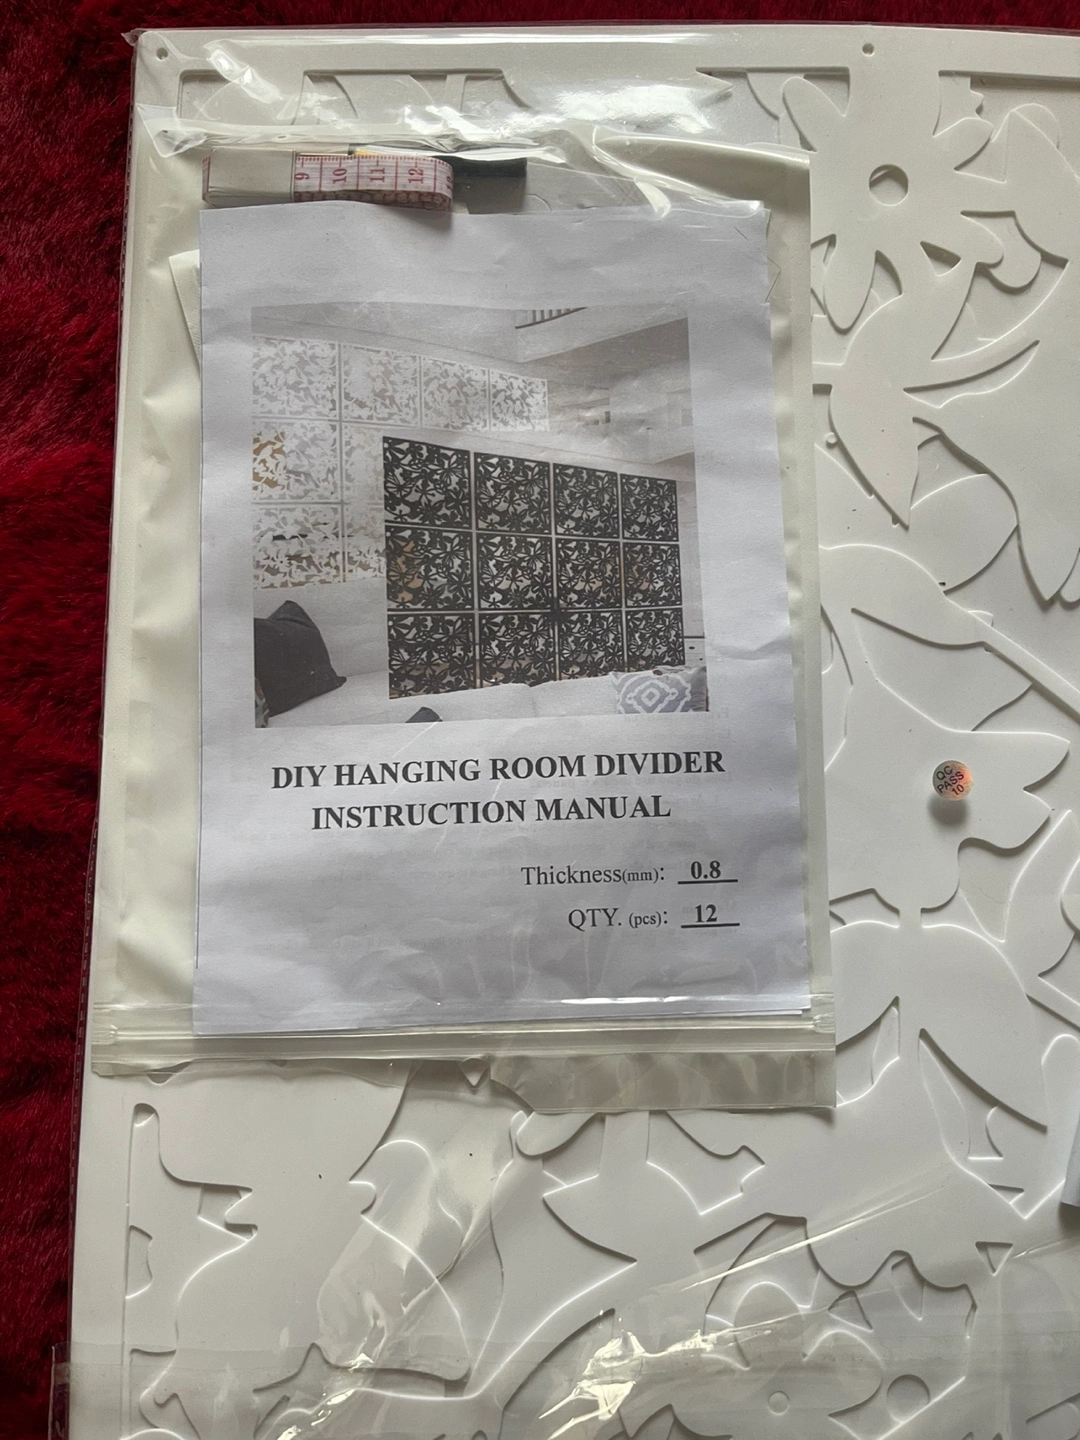 9 10 11 12
DIY HANGING ROOM DIVIDER
INSTRUCTION MANUAL
Thickness(mm): 0.8
QTY. (pcs): 12
QC
PASS
10